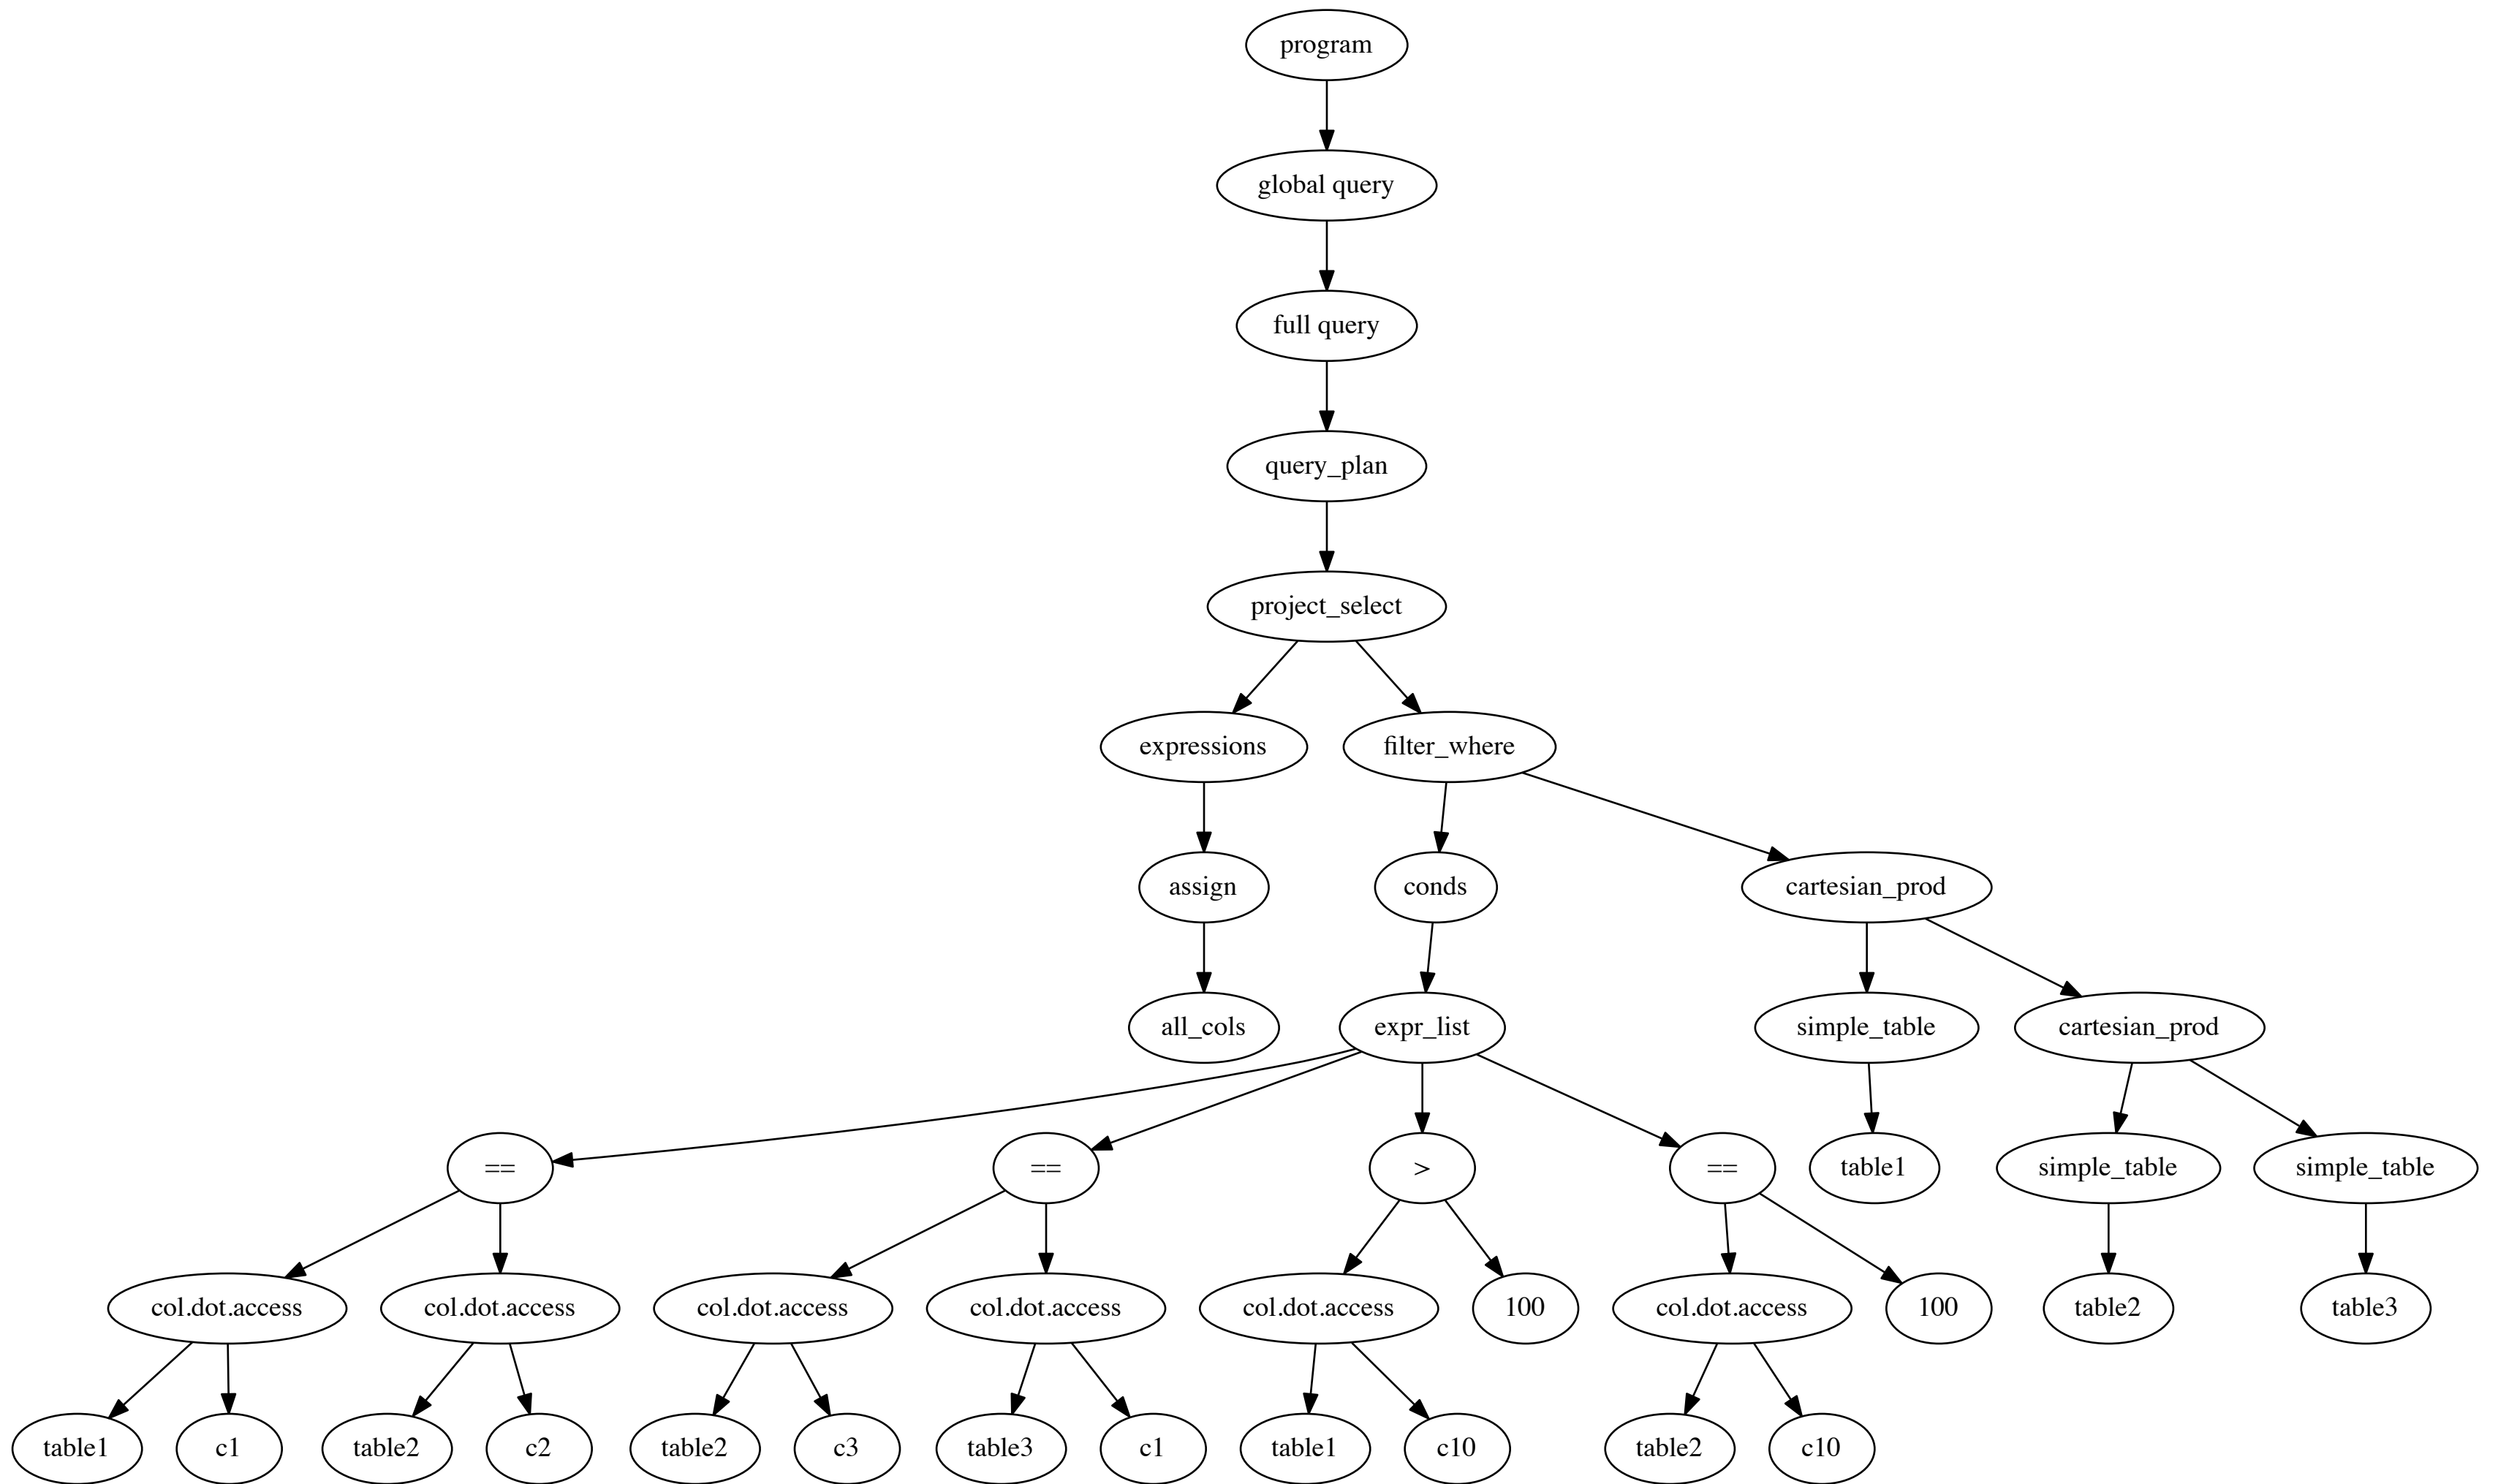 program
global query
full query
query_plan
project_select
expressions
filter_where
assign
conds
cartesian_prod
all_cols
expr_list
simple_table
cartesian_prod
==
==
>
==
table1
simple_table
simple_table
col.dot.access
col.dot.access
col.dot.access
col.dot.access
col.dot.access
100
col.dot.access
100
table2
table3
table1
c1
table2
c2
table2
c3
table3
c1
table1
c10
table2
c10